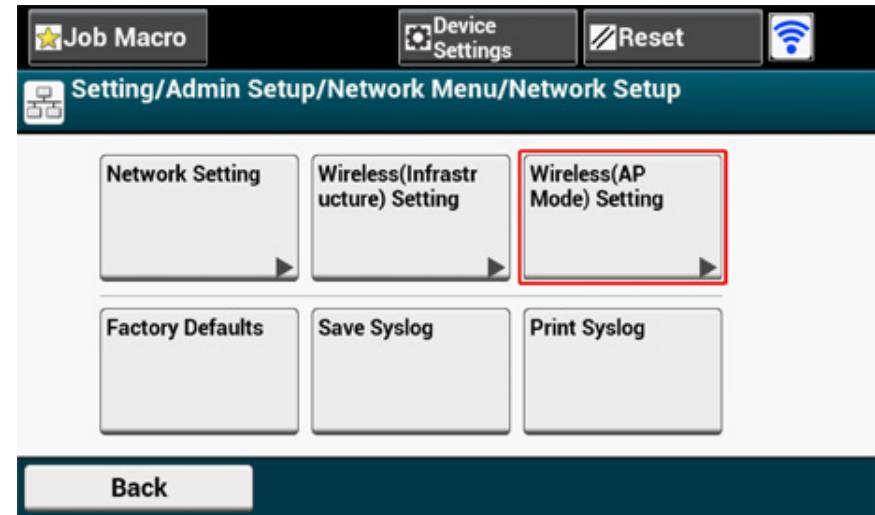 Job Macro
Device
Settings
Reset
Setting/Admin Setup/Network Menu/Network Setup
Network Setting
Wireless(Infrastr
ucture) Setting
Wireless(AP
Mode) Setting
Factory Defaults
Save Syslog
Print Syslog
Back